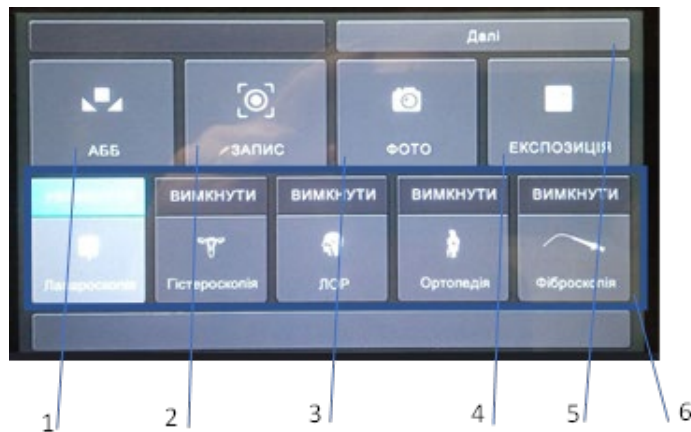 Далі
АББ
ЗАПИС
ФОТО
ЕКСПОЗИЦІЯ
ВИМКНУТИ ВИМКНУТИ ВИМКНУТИ ВИМКНУТИ
Лапароскопія Гістероскопія ЛОР Ортопедія Фіброскопія
1 2 3 4 5 6